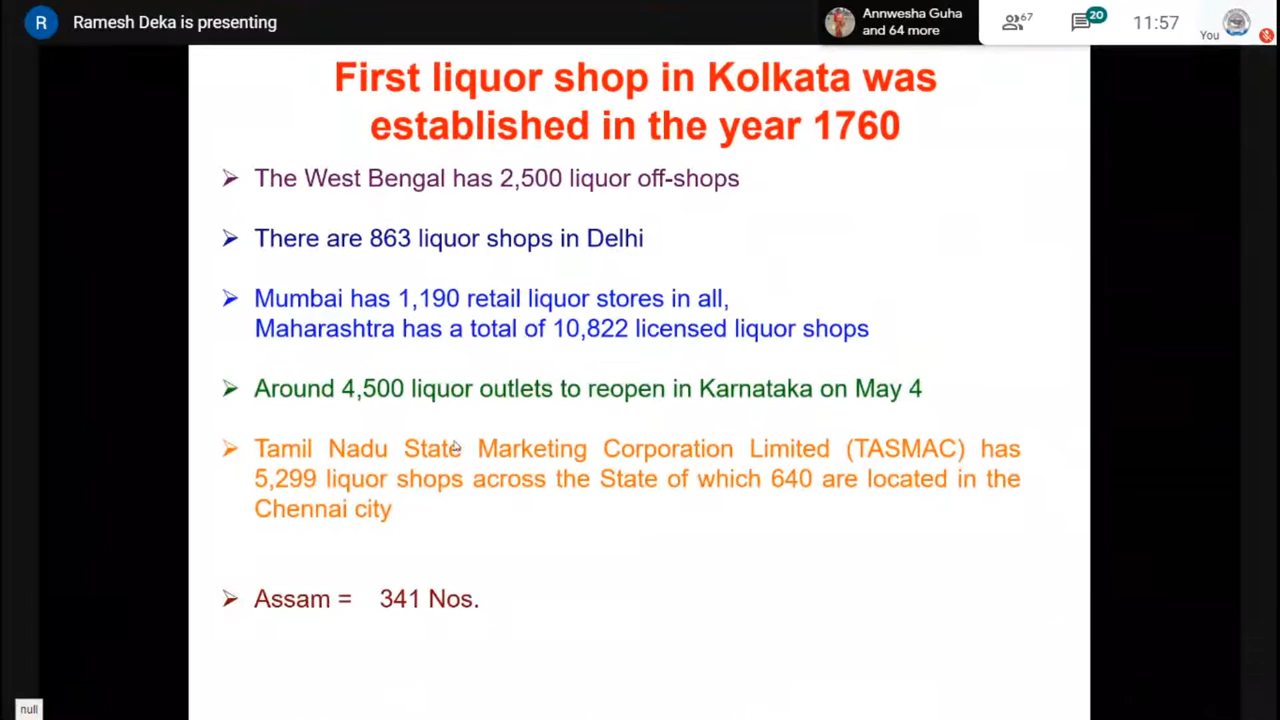 R Ramesh Deka is presenting
Annwesha Guha
and 64 more
67
20
11:57
You
First liquor shop in Kolkata was
established in the year 1760
➢ The West Bengal has 2,500 liquor off-shops
➢ There are 863 liquor shops in Delhi
➢ Mumbai has 1,190 retail liquor stores in all,
Maharashtra has a total of 10,822 licensed liquor shops
➢ Around 4,500 liquor outlets to reopen in Karnataka on May 4
➢ Tamil Nadu State Marketing Corporation Limited (TASMAC) has
5,299 liquor shops across the State of which 640 are located in the
Chennai city
➢ Assam = 341 Nos.
null